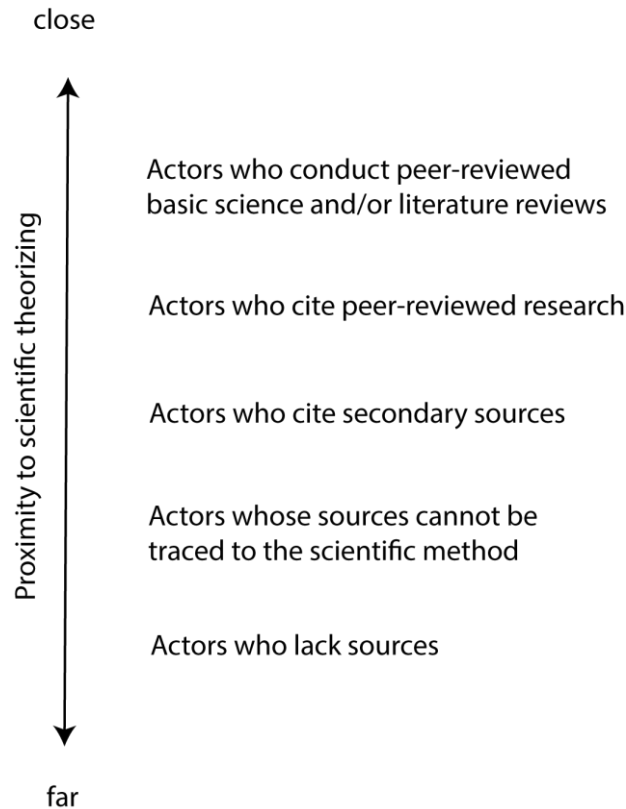 close
Proximity to scientific theorizing
Actors who conduct peer-reviewed
basic science and/or literature reviews
Actors who cite peer-reviewed research
Actors who cite secondary sources
Actors whose sources cannot be
traced to the scientific method
Actors who lack sources
far